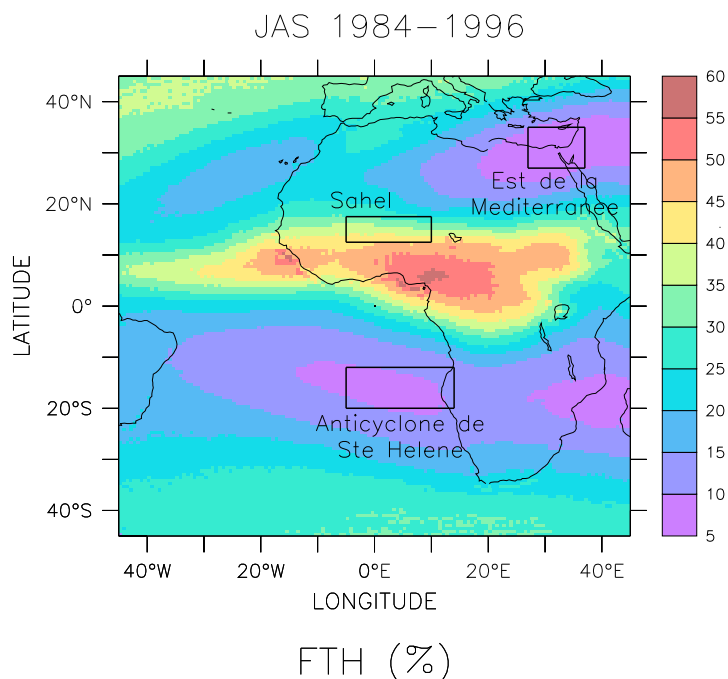 JAS 1984-1996
40°N
20°N
0°
20°S
40°S
LATITUDE
Sahel
Est de la
Mediterranée
Anticyclone de
Ste Helene
60
55
50
45
40
35
30
25
20
15
10
5
40°W
20°W
0°E
20°E
40°E
LONGITUDE
FTH (%)